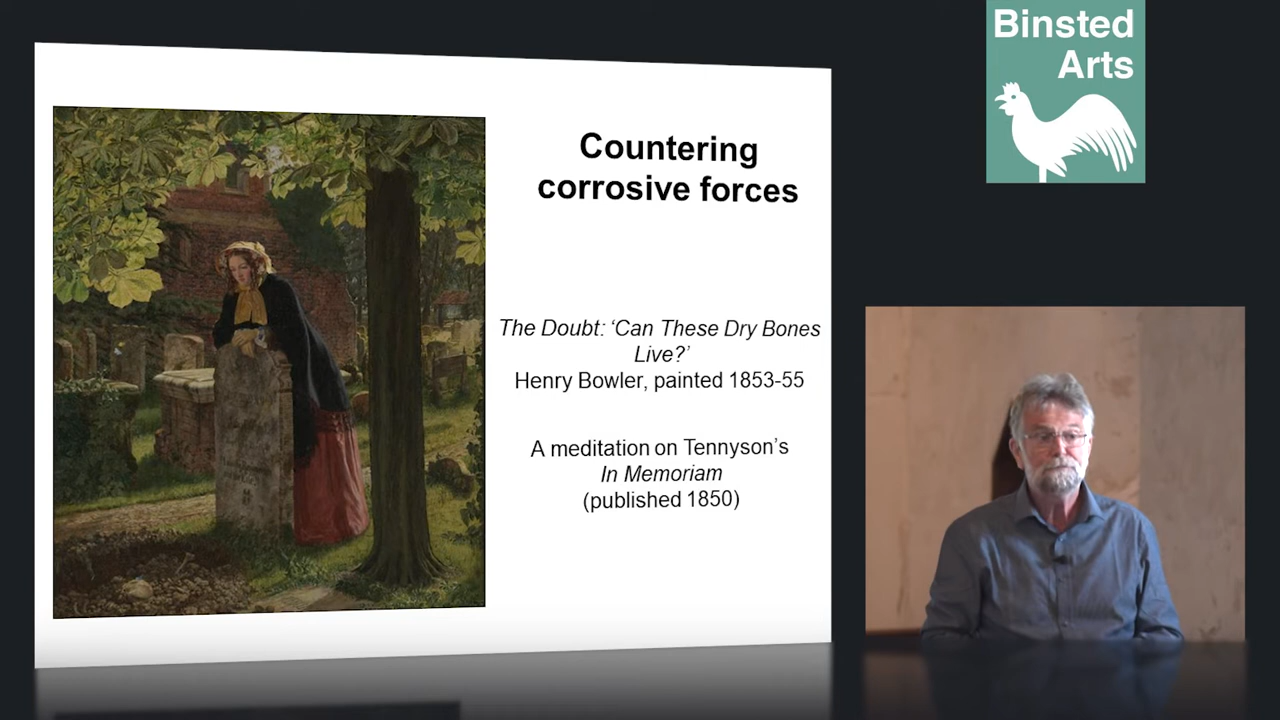 Binsted
Arts
Countering
corrosive forces
The Doubt: ‘Can These Dry Bones
Live?’
Henry Bowler, painted 1853-55
A meditation on Tennyson’s
In Memoriam
(published 1850)